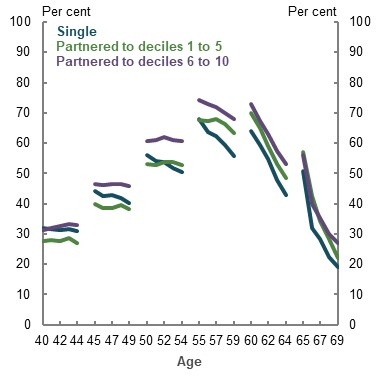 Per cent Per cent
Single
Partnered to deciles 1 to 5
Partnered to deciles 6 to 10
100 100
90 90
80 80
70 70
60 60
50 50
40 40
30 30
20 20
10 10
0 0
40 42 44 45 47 49 50 52 54 55 57 59 60 62 64 65 67 69
Age